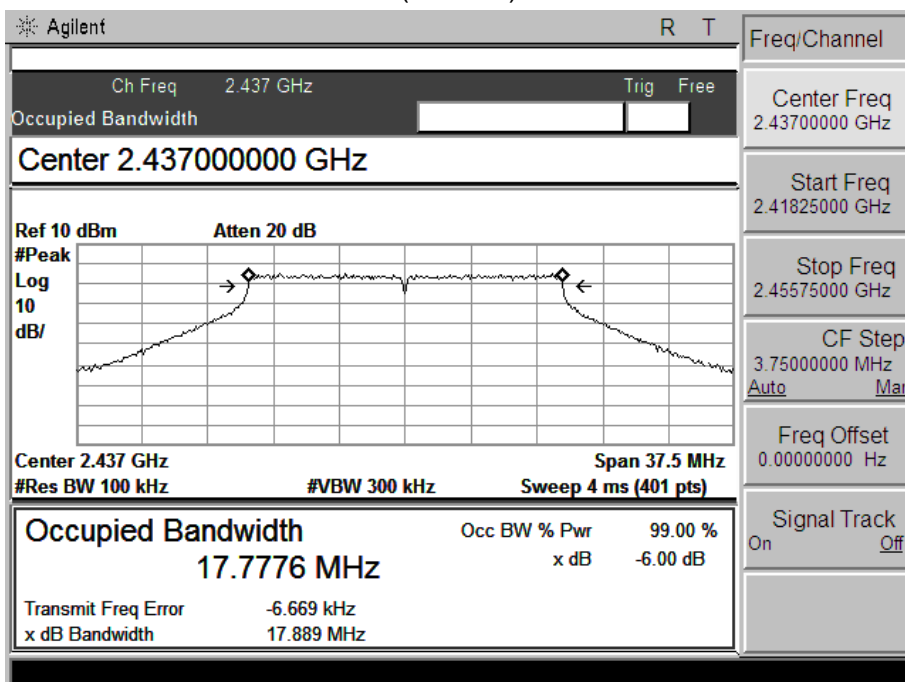 Agilent R T
Ch Freq 2.437 GHz Trig Free
Occupied Bandwidth
Center 2.437000000 GHz
Ref 10 dBm Atten 20 dB
#Peak
Log
10
dB/
Center 2.437 GHz Span 37.5 MHz
#Res BW 100 kHz #VBW 300 kHz Sweep 4 ms (401 pts)
Occupied Bandwidth Occ BW % Pwr 99.00 %
17.7776 MHz x dB -6.00 dB
Transmit Freq Error -6.669 kHz
x dB Bandwidth 17.889 MHz
Freq/Channel
Center Freq
2.43700000 GHz
Start Freq
2.41825000 GHz
Stop Freq
2.45575000 GHz
CF Step
3.75000000 MHz
Auto Man
Freq Offset
0.00000000 Hz
Signal Track
On Off